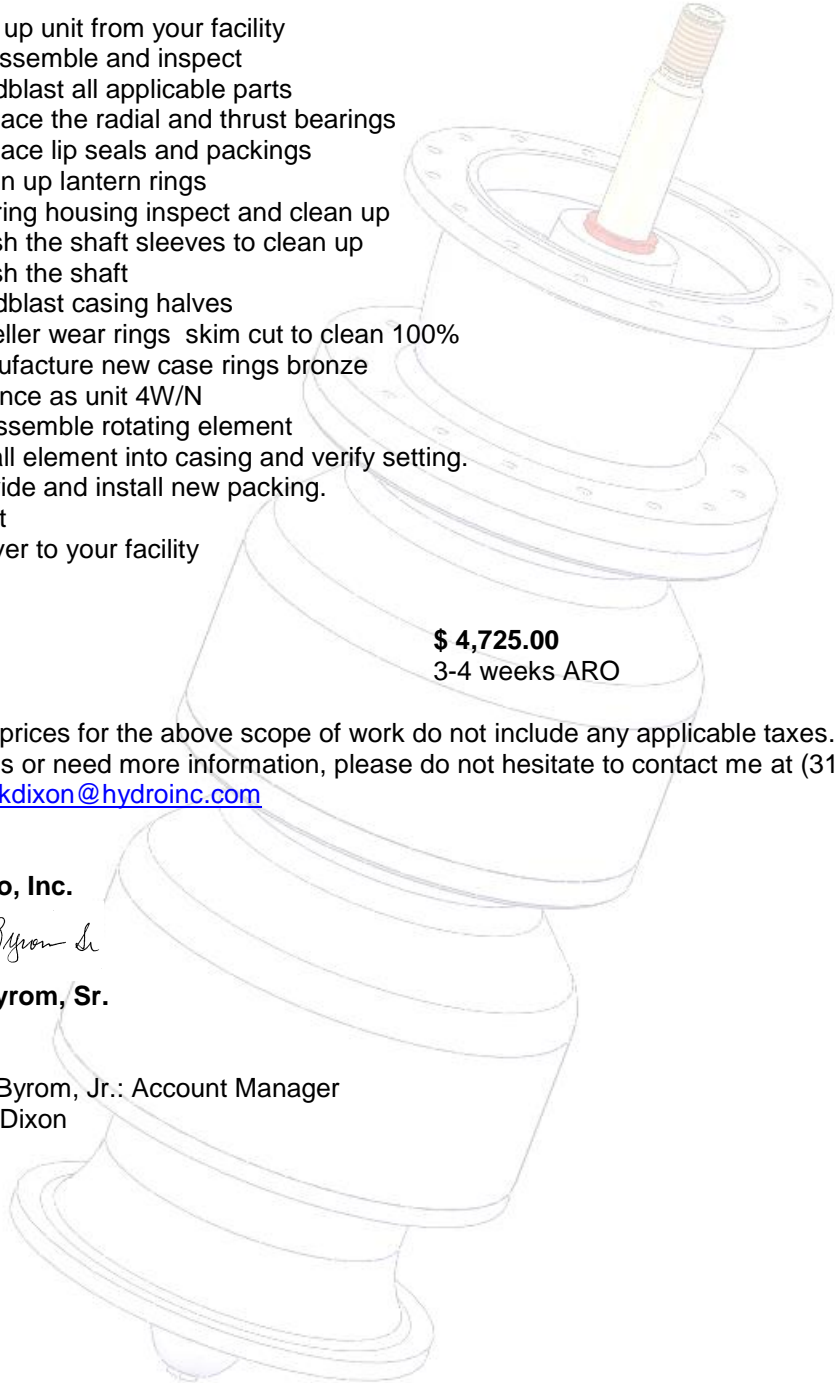 up unit from your facility
ssemble and inspect
dblast all applicable parts
ace the radial and thrust bearings
ace lip seals and packings
n up lantern rings
ring housing inspect and clean up
sh the shaft sleeves to clean up
sh the shaft
dblast casing halves
eller wear rings  skim cut to clean 100%
ufacture new case rings bronze
nce as unit 4W/N
ssemble rotating element
all element into casing and verify setting.
vide and install new packing.
t
ver to your facility
$ 4,725.00
3-4 weeks ARO
prices for the above scope of work do not include any applicable taxes.
s or need more information, please do not hesitate to contact me at (31
kdixon@hydroinc.com
o, Inc.
Byrom Sr
yrom, Sr.
Byrom, Jr.: Account Manager
Dixon